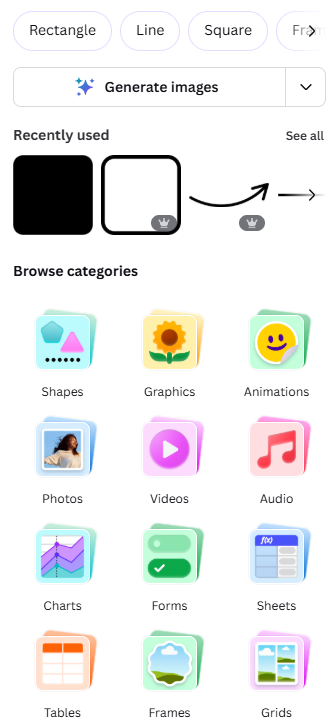 Rectangle Line Square
Generate images
Recently used See all
Browse categories
Shapes Graphics Animations
Photos Videos Audio
f(x)
Charts Forms Sheets
Tables Frames Grids